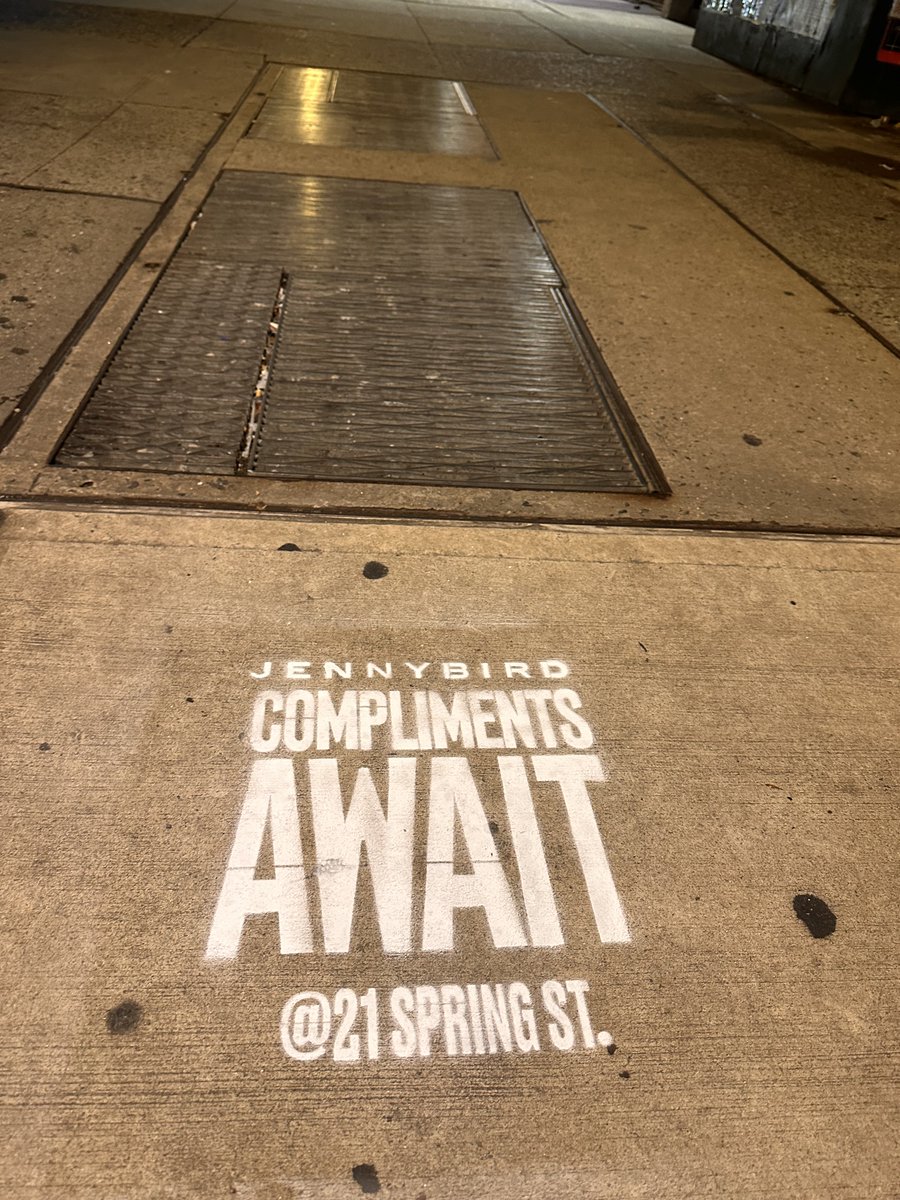 JENNYBIRD
COMPLIMENTS
AWAIT
@21 SPRING ST.